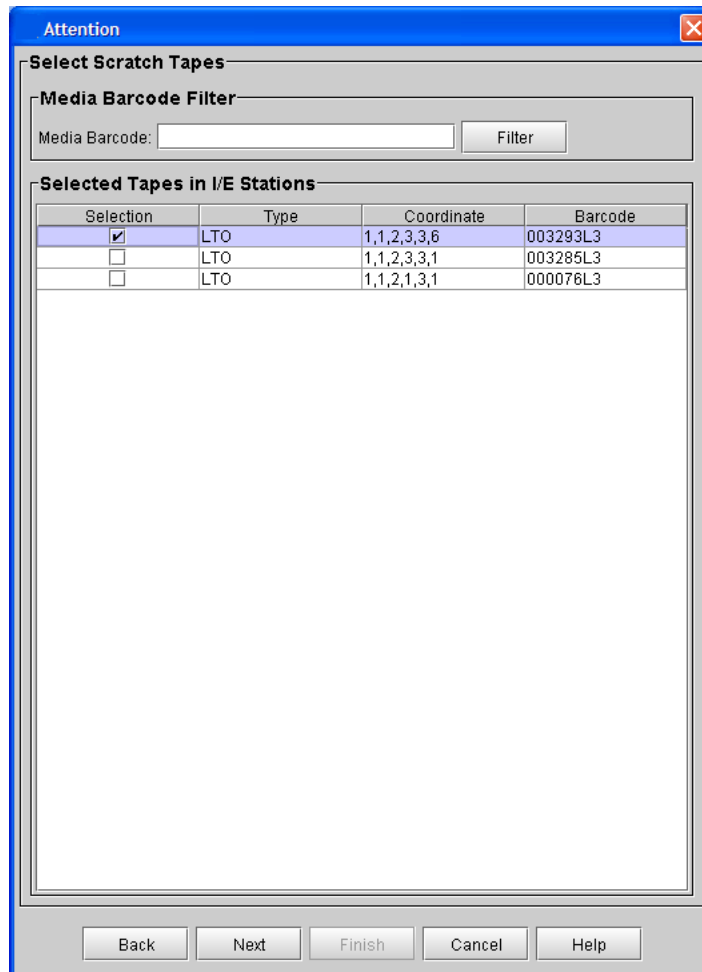 Attention
Select Scratch Tapes
Media Barcode Filter
Media Barcode: Filter
Selected Tapes in I/E Stations
Selection Type Coordinate Barcode
LTO 1,1,2,3,3,6 003293L3
LTO 1,1,2,3,3,1 003285L3
LTO 1,1,2,1,3,1 000076L3
Back Next Finish Cancel Help